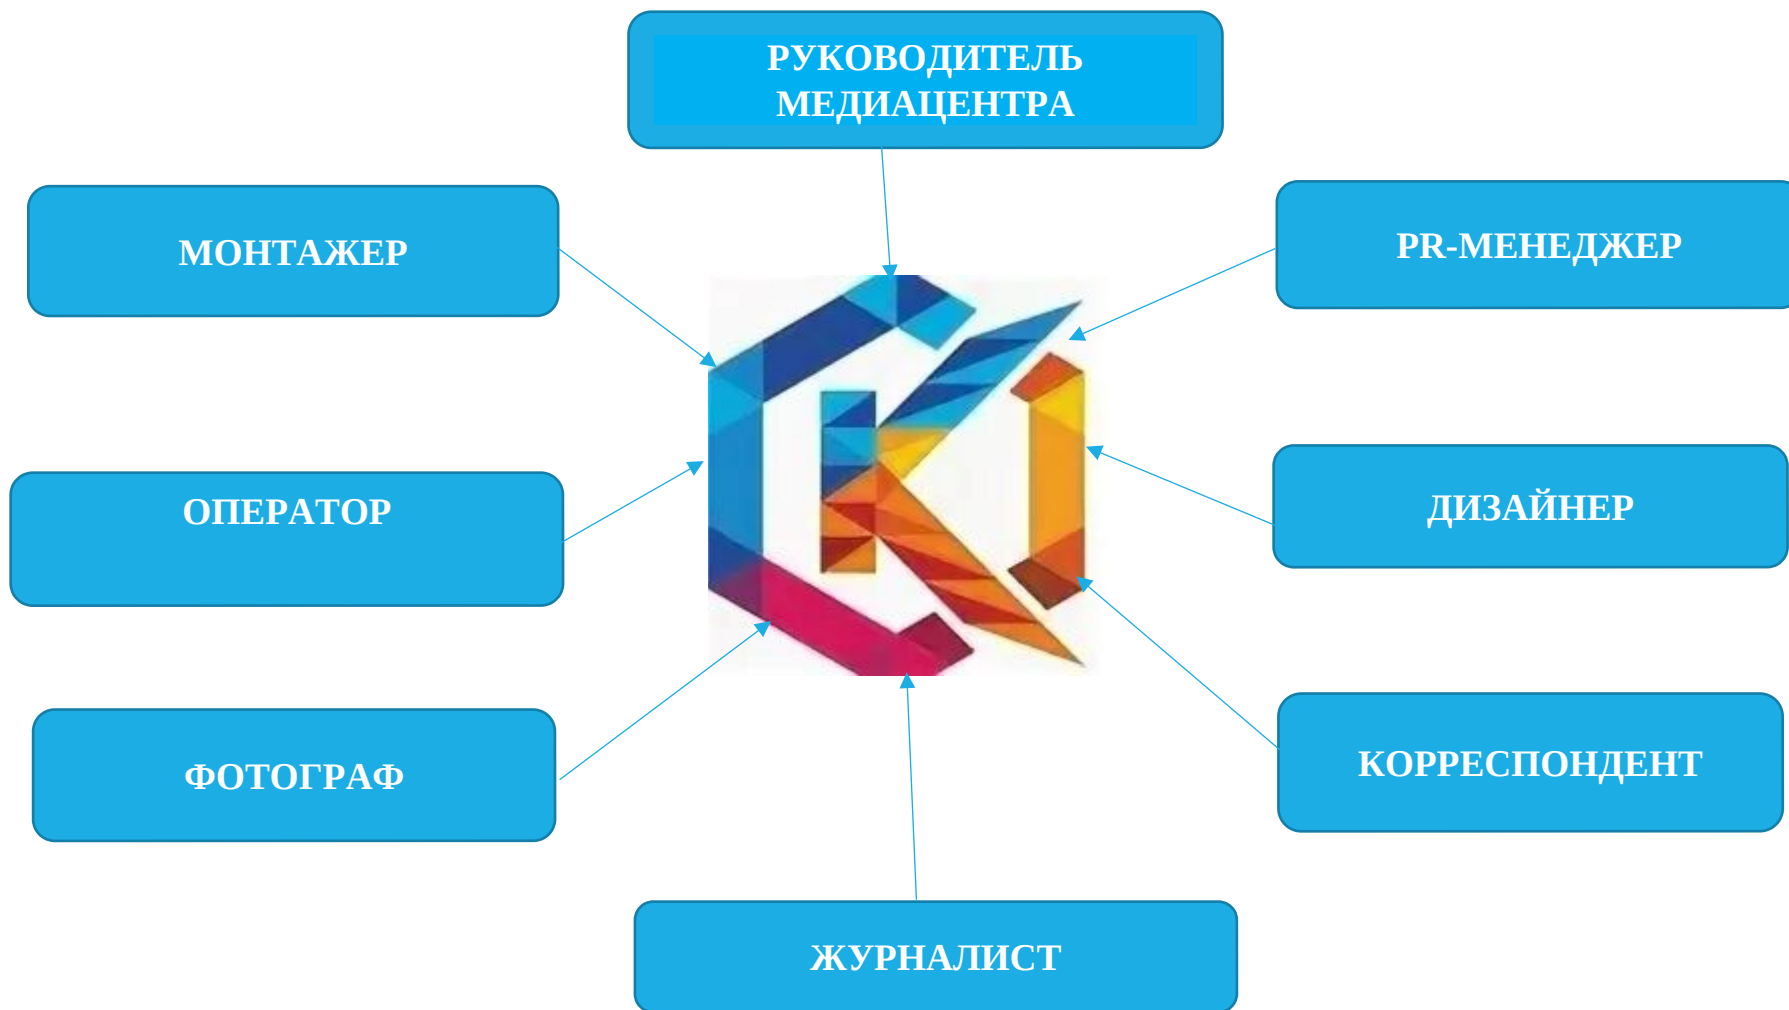 РУКОВОДИТЕЛЬ
МЕДИАЦЕНТРА
МОНТАЖЕР
PR-МЕНЕДЖЕР
ОПЕРАТОР
ДИЗАЙНЕР
ФОТОГРАФ
КОРРЕСПОНДЕНТ
ЖУРНАЛИСТ